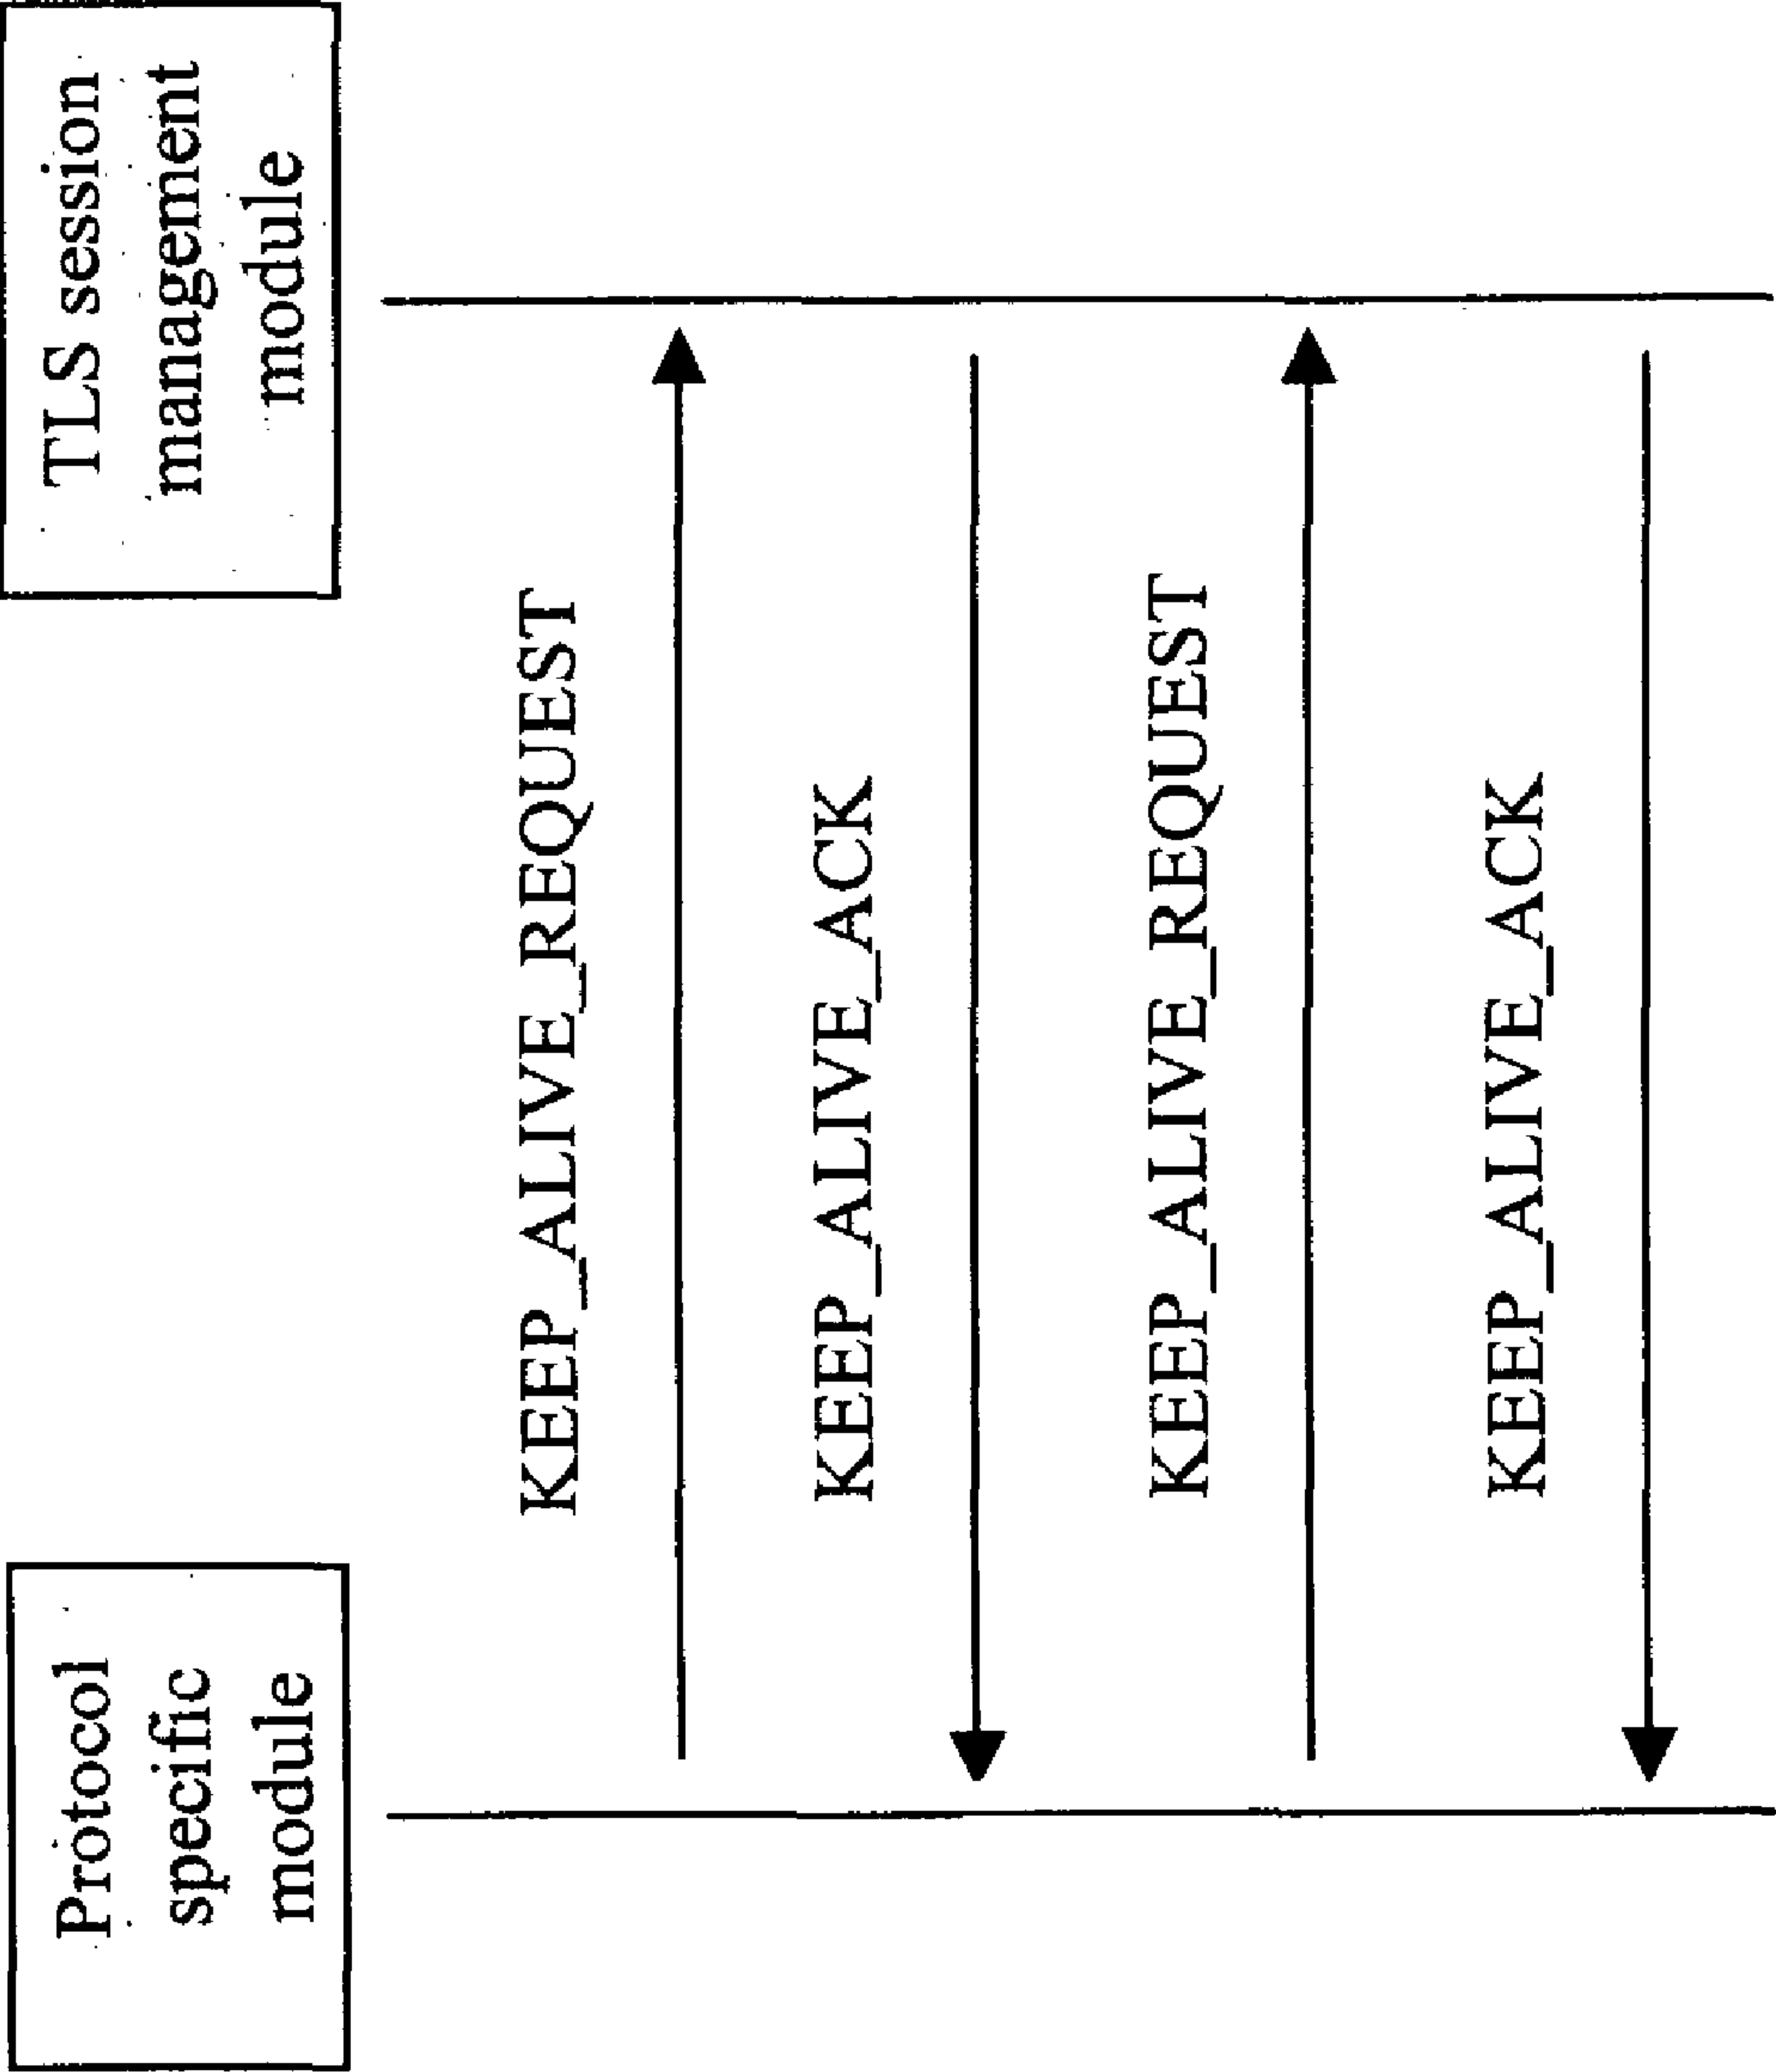 Protocol
specific
module
TLS session
management
module
KEEP_ALIVE_REQUEST
KEEP_ALIVE_ACK
KEEP_ALIVE_REQUEST
KEEP_ALIVE_ACK